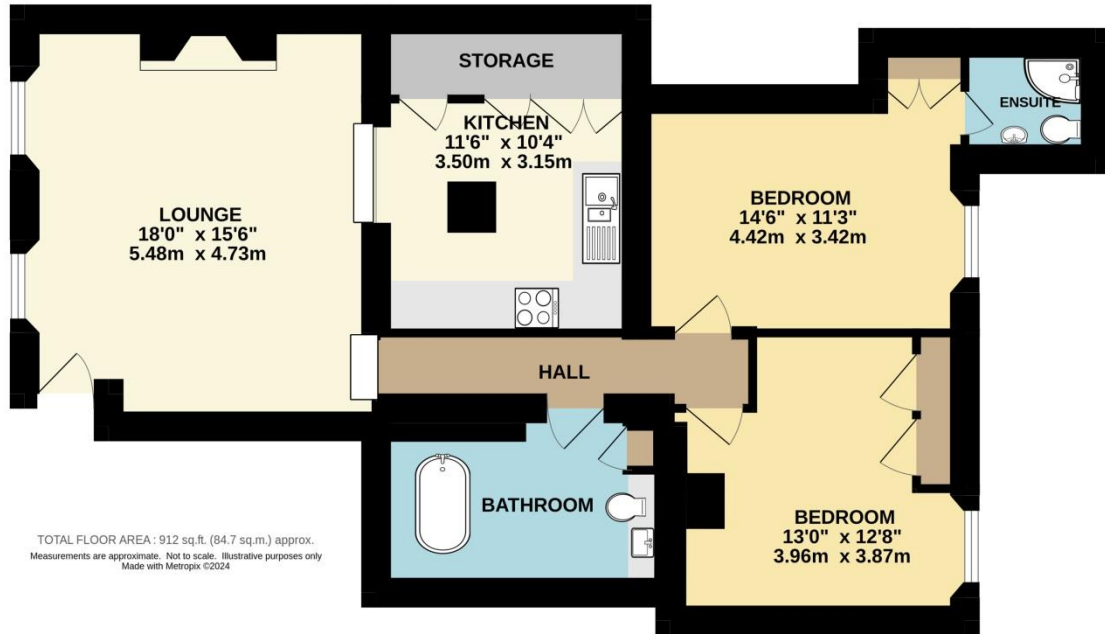 STORAGE
KITCHEN
11'6" x 10'4"
3.50m x 3.15m
ENSUITE
LOUNGE
18'0" x 15'6"
5.48m x 4.73m
BEDROOM
14'6" x 11'3"
4.42m x 3.42m
HALL
BATHROOM
BEDROOM
13'0" x 12'8"
3.96m x 3.87m
TOTAL FLOOR AREA : 912 sq.ft. (84.7 sq.m.) approx.
Measurements are approximate. Not to scale. Illustrative purposes only
Made with Metropix ©2024